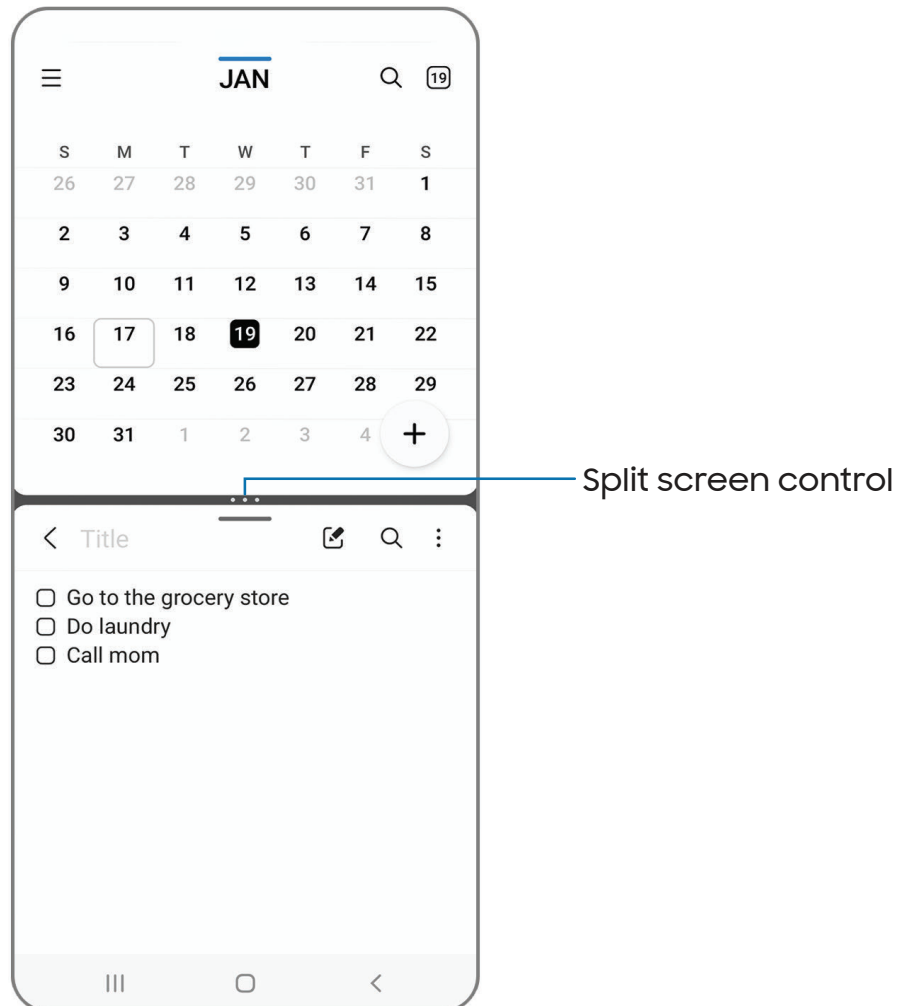 JAN 19
S M T W T F S
26 27 28 29 30 31 1
2 3 4 5 6 7 8
9 10 11 12 13 14 15
16 17 18 19 20 21 22
23 24 25 26 27 28 29
30 31 1 2 3 4
Split screen control
Title
Go to the grocery store
Do laundry
Call mom